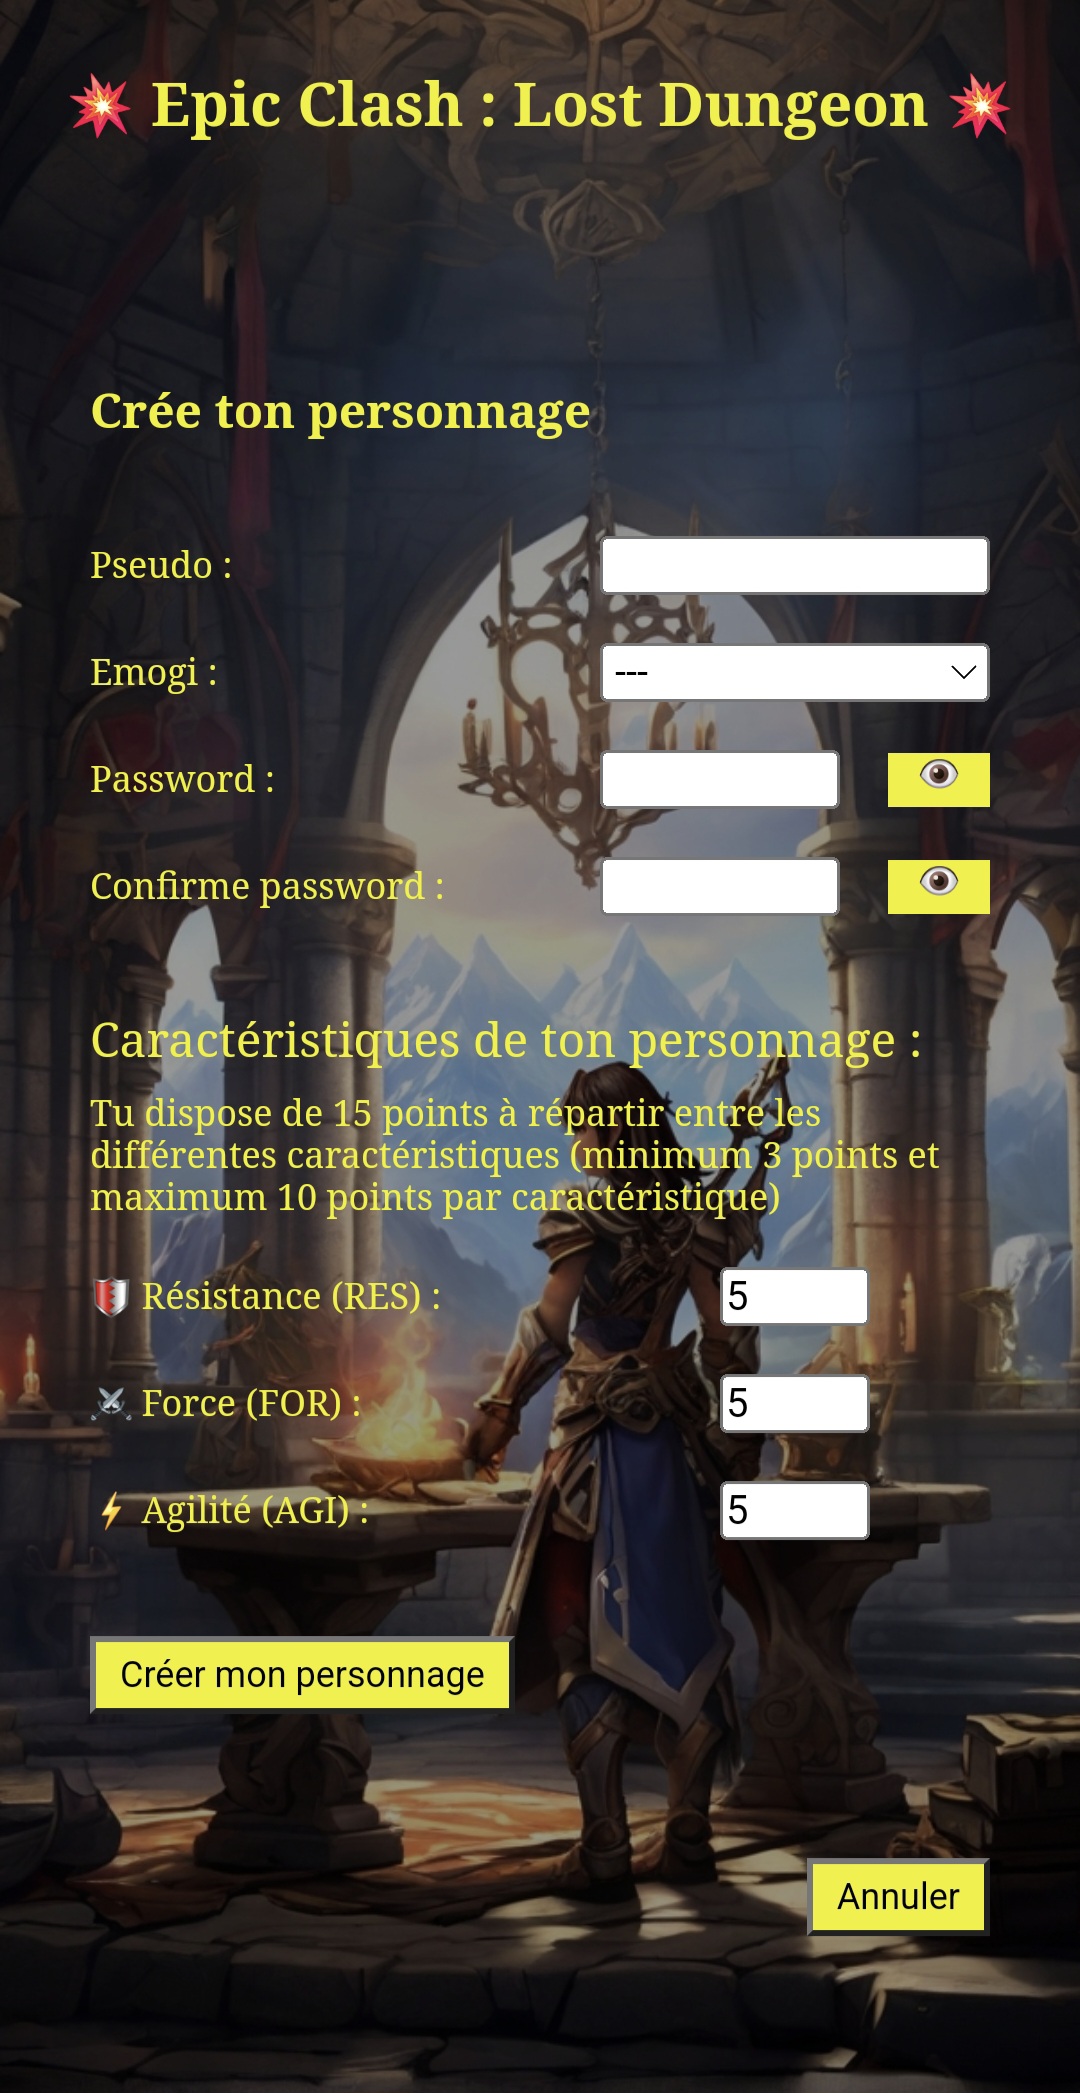 💥 Epic Clash : Lost Dungeon 💥
Crée ton personnage
Pseudo :
Emogi :
---
Password :
Confirme password :
Caractéristiques de ton personnage :
Tu dispose de 15 points à répartir entre les
différentes caractéristiques (minimum 3 points et
maximum 10 points par caractéristique)
Résistance (RES) : 5
Force (FOR) : 5
Agilité (AGI) : 5
Créer mon personnage
Annuler